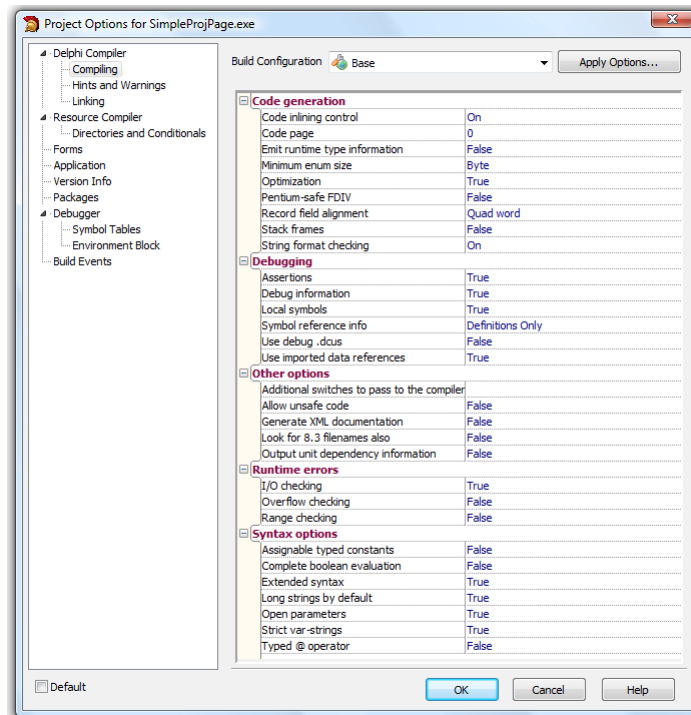 Project Options for SimpleProjPage.exe
Delphi Compiler
Compiling
Hints and Warnings
Linking
Resource Compiler
Directories and Conditionals
Forms
Application
Version Info
Packages
Debugger
Symbol Tables
Environment Block
Build Events
Build Configuration Base Apply Options...
Code generation
Code inlining control On
Code page 0
Emit runtime type information False
Minimum enum size Byte
Optimization True
Pentium-safe FDIV False
Record field alignment Quad word
Stack frames False
String format checking On
Debugging
Assertions True
Debug information True
Local symbols True
Symbol reference info Definitions Only
Use debug .dcus False
Use imported data references True
Other options
Additional switches to pass to the compiler
Allow unsafe code False
Generate XML documentation False
Look for 8.3 filenames also False
Output unit dependency information False
Runtime errors
I/O checking True
Overflow checking False
Range checking False
Syntax options
Assignable typed constants False
Complete boolean evaluation False
Extended syntax True
Long strings by default True
Open parameters True
Strict var-strings True
Typed @ operator False
Default OK Cancel Help